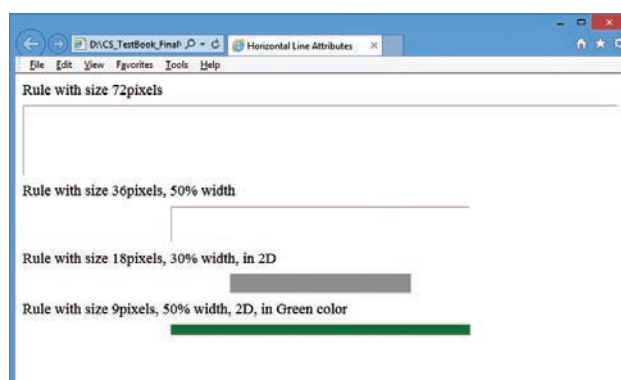 D:\CS_TestBook_Final\
Horizontal Line Attributes
File Edit View Favorites Tools Help
Rule with size 72pixels
Rule with size 36pixels, 50% width
Rule with size 18pixels, 30% width, in 2D
Rule with size 9pixels, 50% width, 2D, in Green color